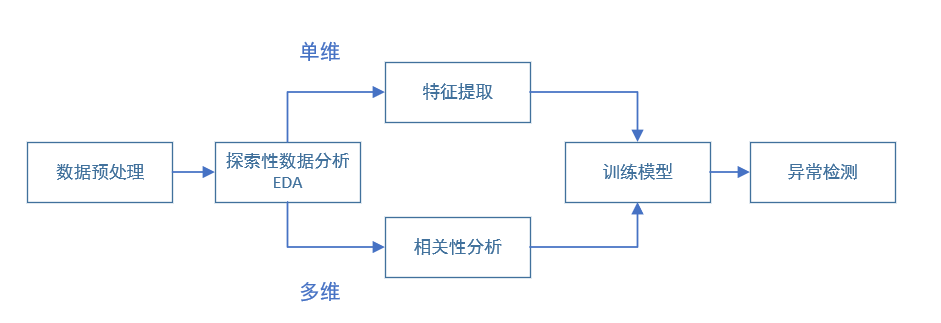 单维
特征提取
数据预处理
探索性数据分析
EDA
训练模型
异常检测
相关性分析
多维